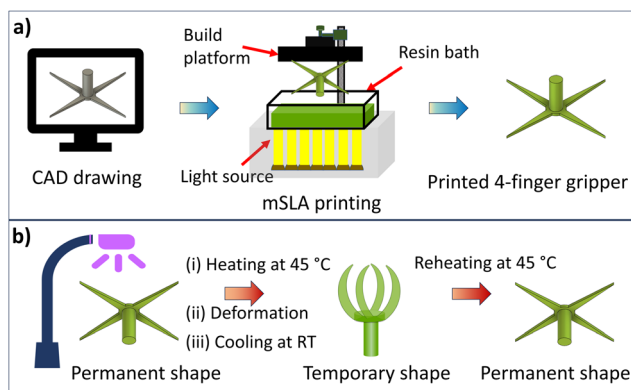 a)
Build
platform
Resin bath
Light source
CAD drawing
mSLA printing
Printed 4-finger gripper
b)
(i) Heating at 45 °C
(ii) Deformation
(iii) Cooling at RT
Reheating at 45 °C
Permanent shape
Temporary shape
Permanent shape